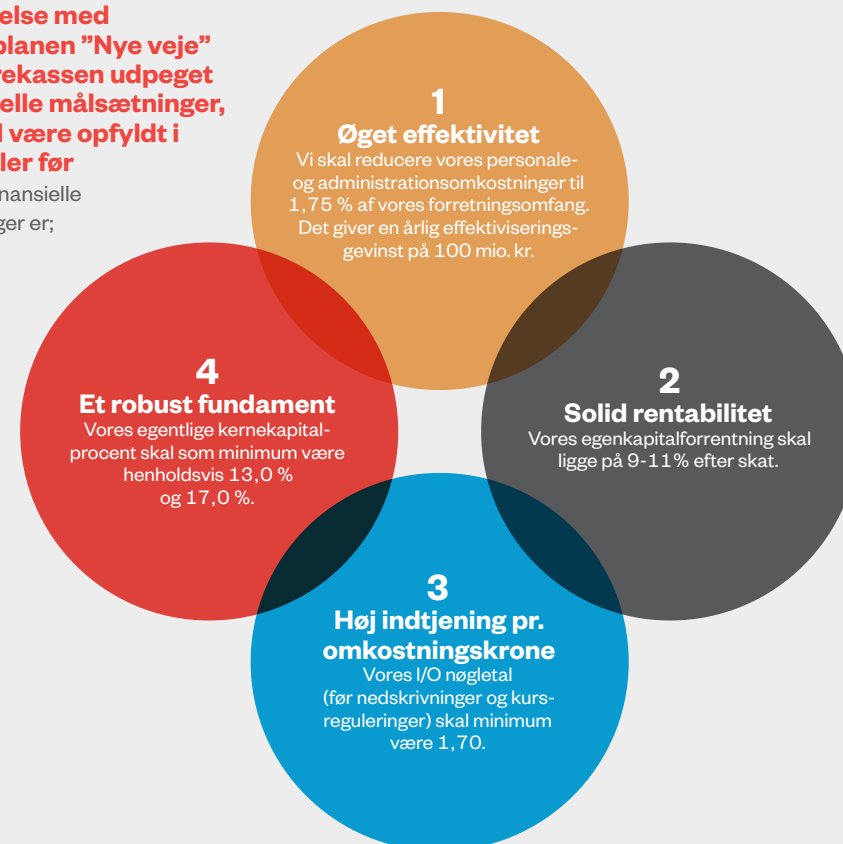 else med
planen ”Nye veje”
rekassen udpeget
elle målsætninger,
l være opfyldt i
ler før
nansielle
ger er;
1
Øget effektivitet
Vi skal reducere vores personale-
og administrationsomkostninger til
1,75 % af vores forretningsomfang.
Det giver en årlig effektiviserings-
gevinst på 100 mio. kr.
2
Solid rentabilitet
Vores egenkapitalforrentning skal
ligge på 9-11% efter skat.
3
Høj indtjening pr.
omkostningskrone
Vores I/O nøgletal
(før nedskrivninger og kurs-
reguleringer) skal minimum
være 1,70.
4
Et robust fundament
Vores egentlige kernekapital-
procent skal som minimum være
henholdsvis 13,0 %
og 17,0 %.